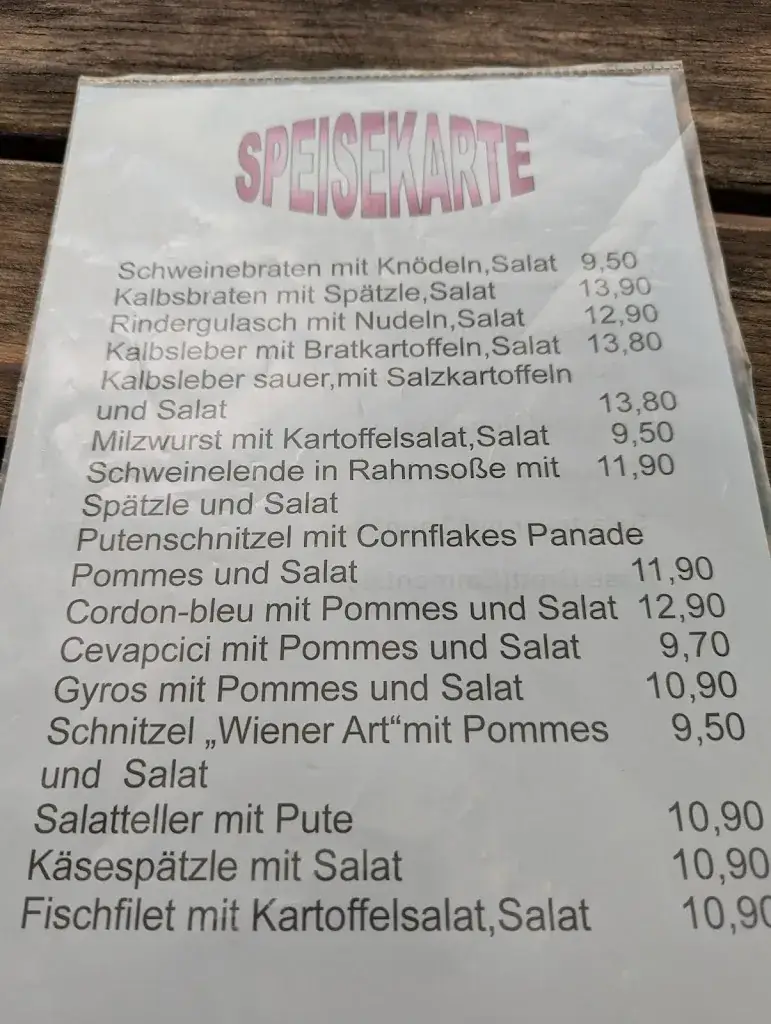 SPEISEKARTE
Schweinebraten mit Knödeln,Salat 9,50
Kalbsbraten mit Spätzle,Salat 13,90
Rindergulasch mit Nudeln,Salat 12,90
Kalbsleber mit Bratkartoffeln,Salat 13,80
Kalbsleber sauer,mit Salzkartoffeln
und Salat 13,80
Milzwurst mit Kartoffelsalat,Salat 9,50
Schweinelende in Rahmsoße mit 11,90
Spätzle und Salat
Putenschnitzel mit Cornflakes Panade
Pommes und Salat 11,90
Cordon-bleu mit Pommes und Salat 12,90
Cevapcici mit Pommes und Salat 9,70
Gyros mit Pommes und Salat 10,90
Schnitzel „Wiener Art“mit Pommes 9,50
und Salat
Salatteller mit Pute 10,90
Käsespätzle mit Salat 10,90
Fischfilet mit Kartoffelsalat,Salat 10,90